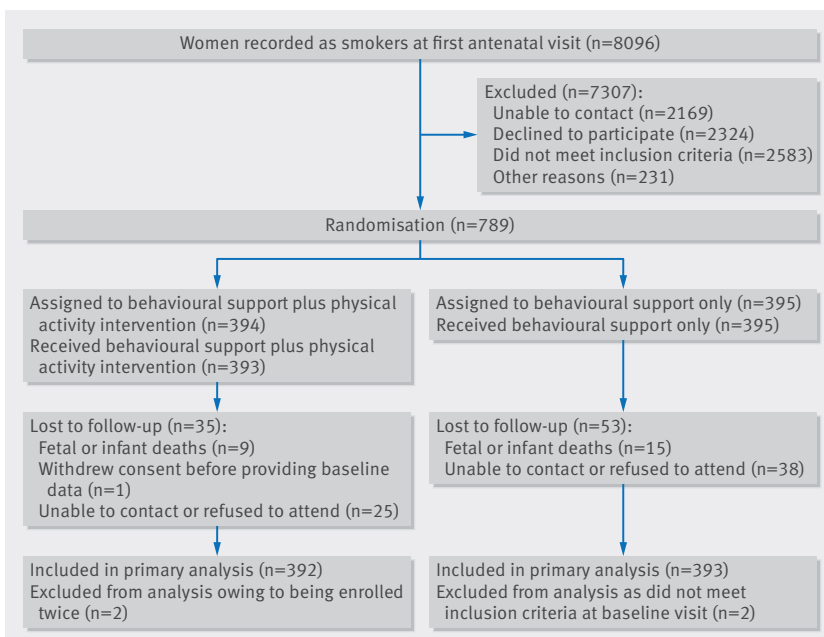 Women recorded as smokers at first antenatal visit (n=8096)
Excluded (n=7307):
Unable to contact (n=2169)
Declined to participate (n=2324)
Did not meet inclusion criteria (n=2583)
Other reasons (n=231)
Randomisation (n=789)
Assigned to behavioural support plus physical
activity intervention (n=394)
Received behavioural support plus physical
activity intervention (n=393)
Assigned to behavioural support only (n=395)
Received behavioural support only (n=395)
Lost to follow-up (n=35):
Fetal or infant deaths (n=9)
Withdrew consent before providing baseline
data (n=1)
Unable to contact or refused to attend (n=25)
Lost to follow-up (n=53):
Fetal or infant deaths (n=15)
Unable to contact or refused to attend (n=38)
Included in primary analysis (n=392)
Excluded from analysis owing to being enrolled
twice (n=2)
Included in primary analysis (n=393)
Excluded from analysis as did not meet
inclusion criteria at baseline visit (n=2)